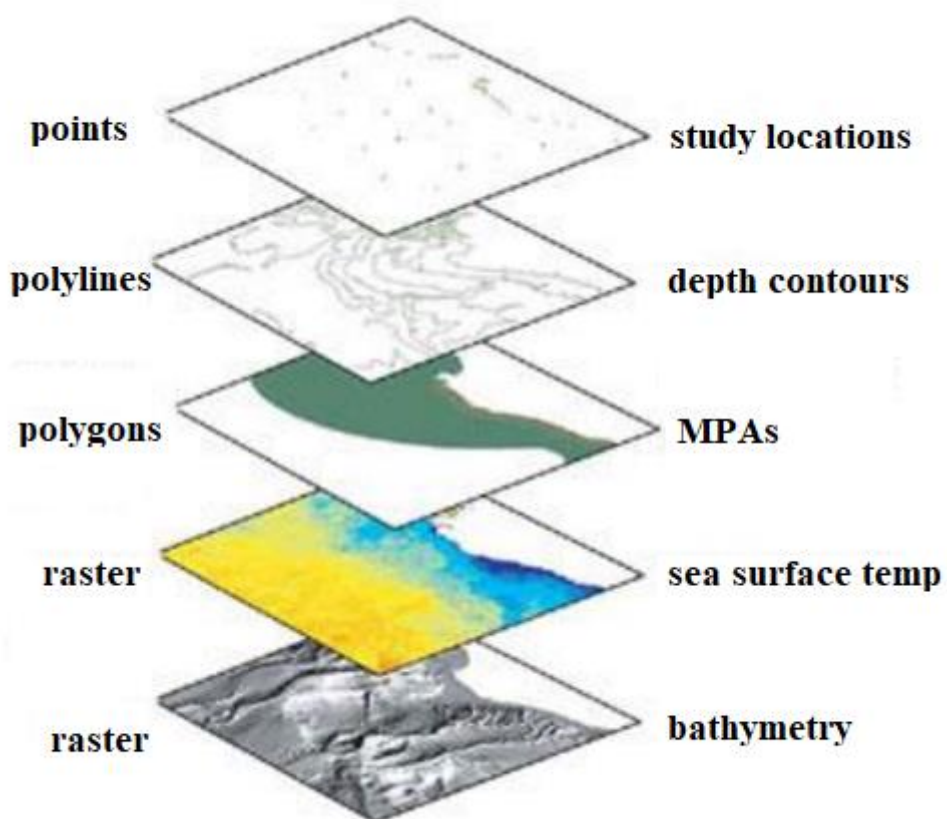 points
study locations
polylines
depth contours
polygons
MPAs
raster
sea surface temp
raster
bathymetry